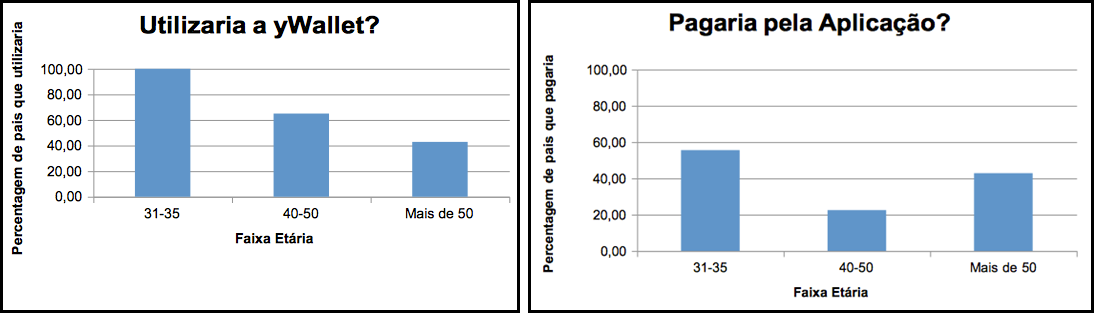 Utilizaria a yWallet?
Percentagem de pais que utilizaria
100,00
80,00
60,00
40,00
20,00
0,00
31-35
40-50
Mais de 50
Faixa Etária
Pagaria pela Aplicação?
Percentagem de pais que pagaria
100,00
80,00
60,00
40,00
20,00
0,00
31-35
40-50
Mais de 50
Faixa Etária